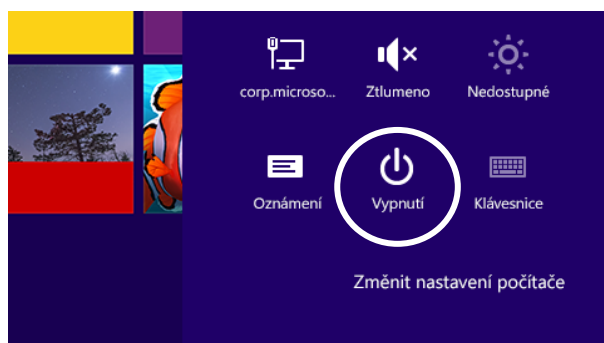 corp.microso... Ztlumeno Nedostupné
Oznámení Vypnutí Klávesnice
Změnit nastavení počítače